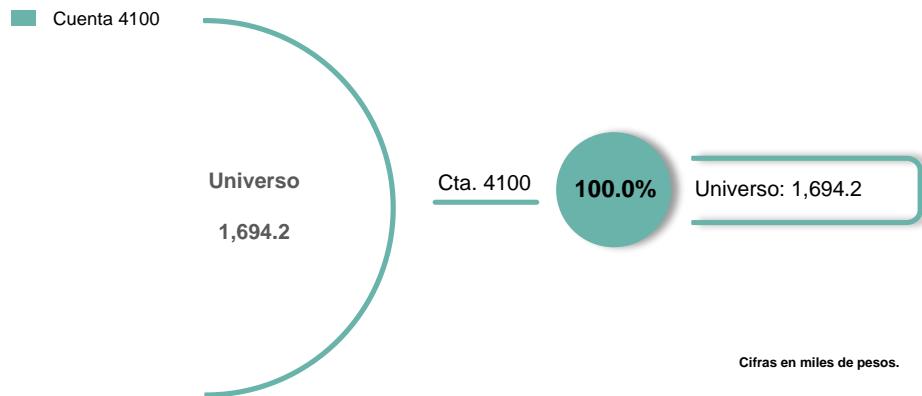 Cuenta 4100
Universo
1,694.2
Cta. 4100
100.0%
Universo: 1,694.2
Cifras en miles de pesos.